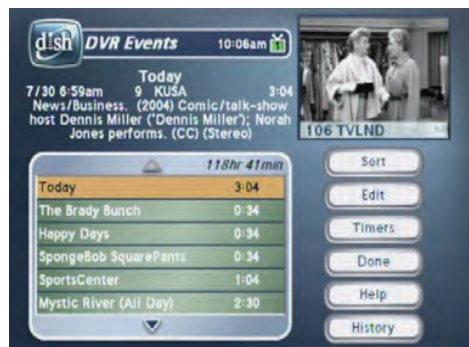 dish DVR Events 10:06am
Today
7/30 6:59am 9 KUSA 3:04
News/Business. (2004) Comic/talk-show
host Dennis Miller ('Dennis Miller'); Norah
Jones performs. (CC) (Stereo)
106 TVLND
118hr 41min
Today 3:04
The Brady Bunch 0:34
Happy Days 0:34
SpongeBob SquarePants 0:34
SportsCenter 1:04
Mystic River (All Day) 2:30
Sort
Edit
Timers
Done
Help
History